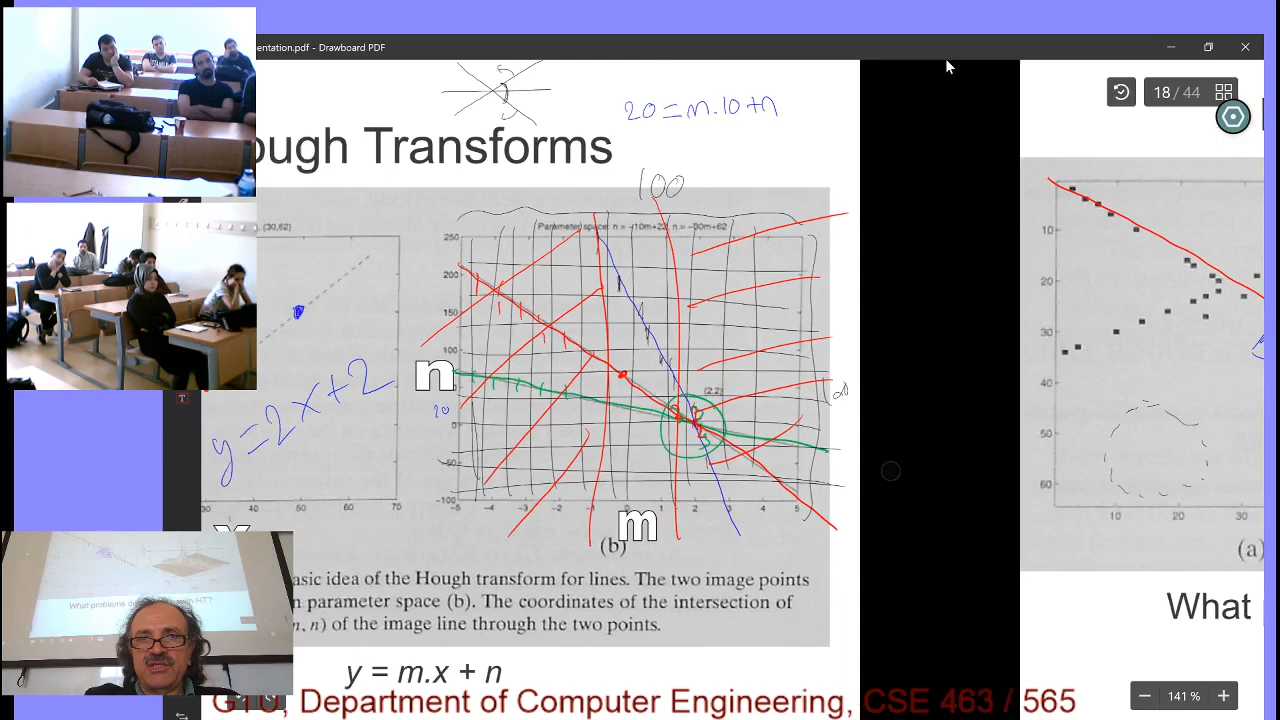 entation.pdf - Drawboard PDF
18 / 44
20 = m.10 + n
ough Transforms
100
(30,62)
Parameter space: n = -10m+22, n = -30m+62
250
200
150
100
0
-50
-100
n
20
(2,2)
100
-5 -4 -3 -2 -1 0 1 2 3 4 5
m
(b)
y = 2x + 2
30 40 50 60 70
10
20
30
40
50
60
10 20 30
(a)
asic idea of the Hough transform for lines. The two image points
n parameter space (b). The coordinates of the intersection of
n, n) of the image line through the two points.
What
y = m.x + n
GTU, Department of Computer Engineering, CSE 463 / 565
141 %